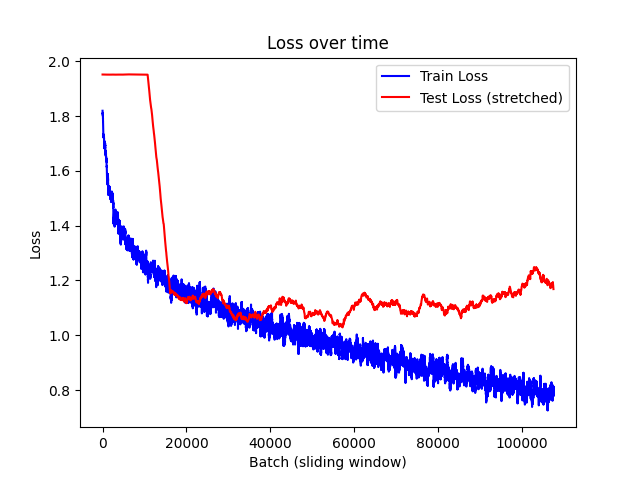 Loss over time
Train Loss
Test Loss (stretched)
2.0
1.8
1.6
1.4
1.2
1.0
0.8
Loss
0
20000
40000
60000
80000
100000
Batch (sliding window)